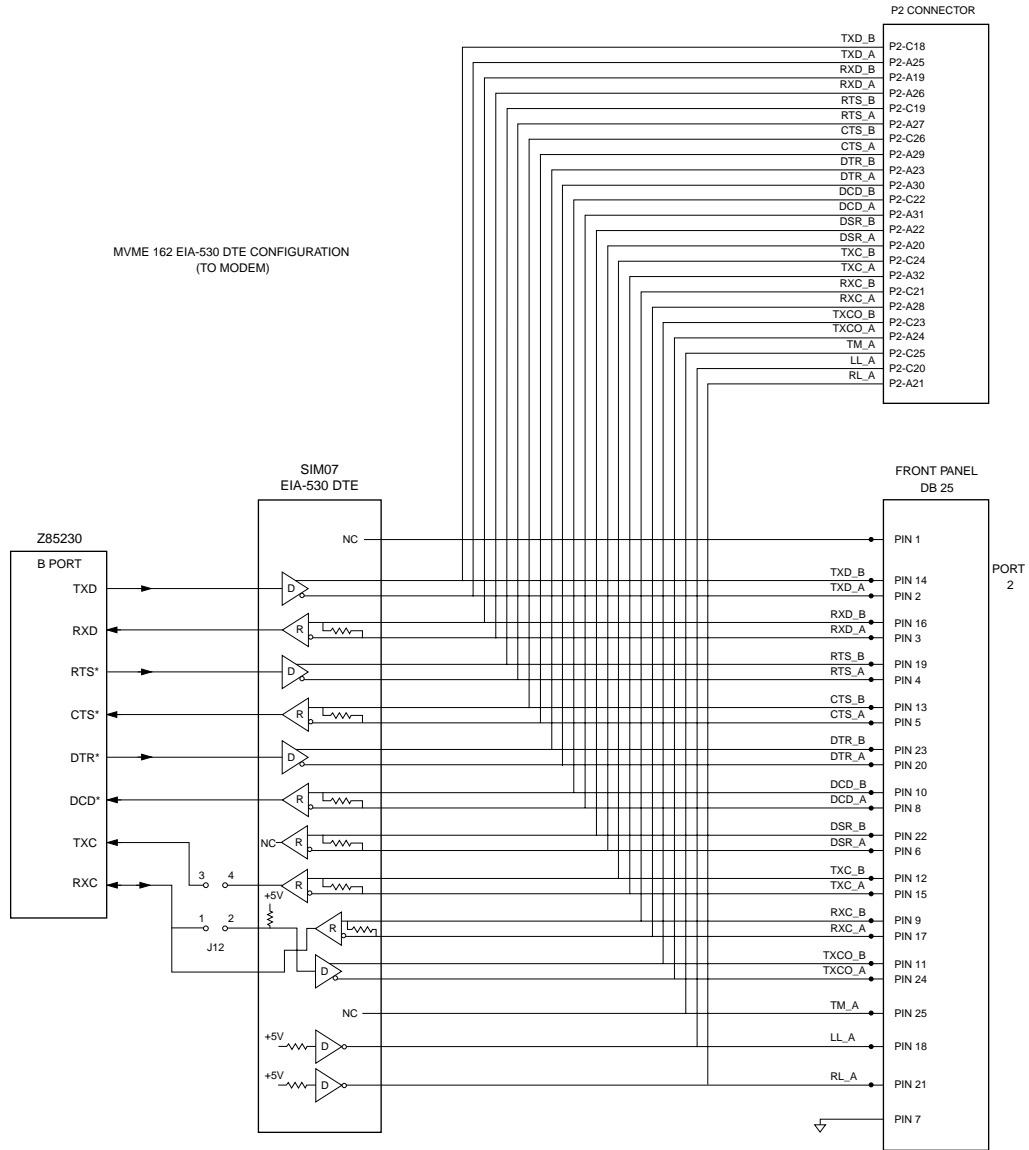 P2 CONNECTOR
TXD_B P2-C18
TXD_A P2-A25
RXD_B P2-A19
RXD_A P2-A26
RTS_B P2-C19
RTS_A P2-A27
CTS_B P2-C26
CTS_A P2-A29
DTR_B P2-A23
DTR_A P2-A30
DCD_B P2-C22
DCD_A P2-A31
DSR_B P2-A22
DSR_A P2-A20
TXC_B P2-C24
TXC_A P2-A32
RXC_B P2-C21
RXC_A P2-A28
TXCO_B P2-C23
TXCO_A P2-A24
TM_A P2-C25
LL_A P2-C20
RL_A P2-A21
MVME 162 EIA-530 DTE CONFIGURATION
(TO MODEM)
SIM07
EIA-530 DTE
FRONT PANEL
DB 25
Z85230
B PORT
PORT
2
NC PIN 1
TXD D TXD_B PIN 14
TXD_A PIN 2
RXD R RXD_B PIN 16
RXD_A PIN 3
RTS* D RTS_B PIN 19
RTS_A PIN 4
CTS* R CTS_B PIN 13
CTS_A PIN 5
DTR* D DTR_B PIN 23
DTR_A PIN 20
DCD* R DCD_B PIN 10
DCD_A PIN 8
TXC NC R DSR_B PIN 22
DSR_A PIN 6
RXC 3 4 R TXC_B PIN 12
TXC_A PIN 15
+5V
1 2 R RXC_B PIN 9
RXC_A PIN 17
J12
D TXCO_B PIN 11
TXCO_A PIN 24
NC TM_A PIN 25
+5V D LL_A PIN 18
+5V D RL_A PIN 21
PIN 7